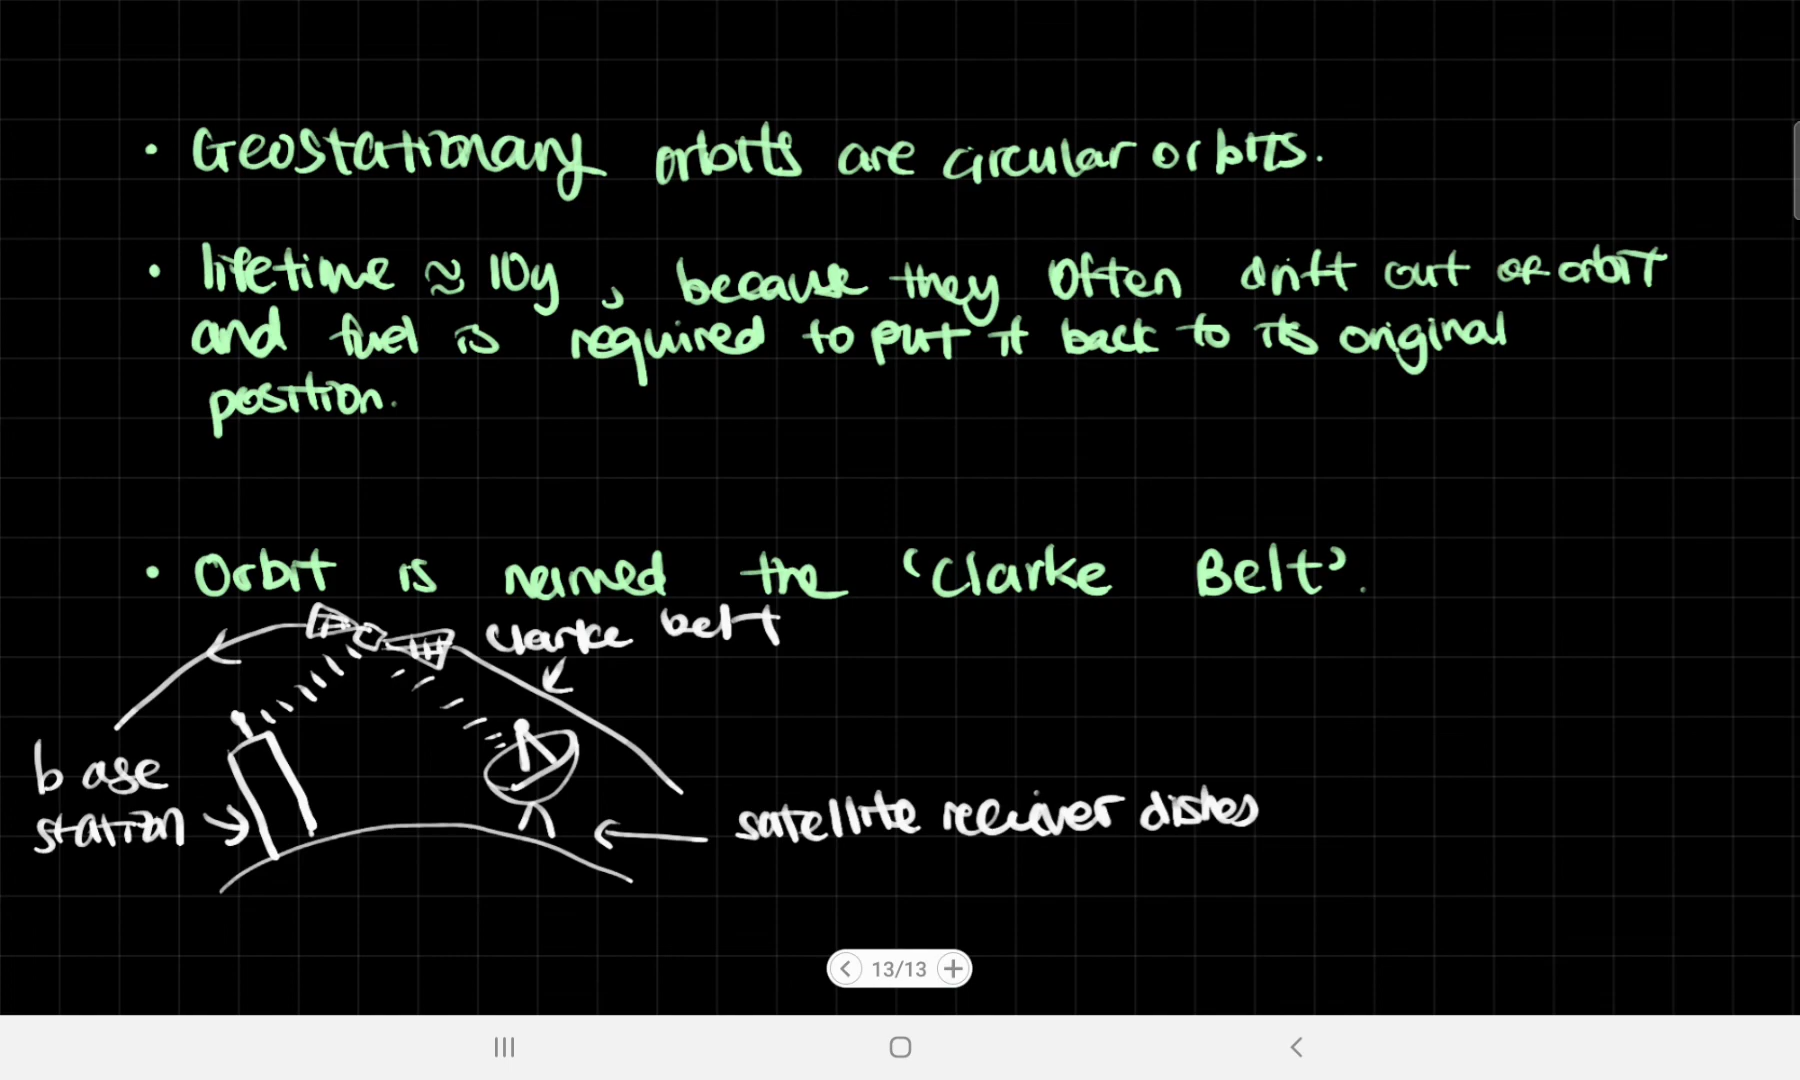 • Geostationary orbits are circular orbits.
• lifetime ≈ 10y, because they often drift out of orbit
and fuel is required to put it back to its original
position.
• Orbit is named the 'Clarke Belt'.
clarke belt
base
station
satellite reciever dishes
13/13